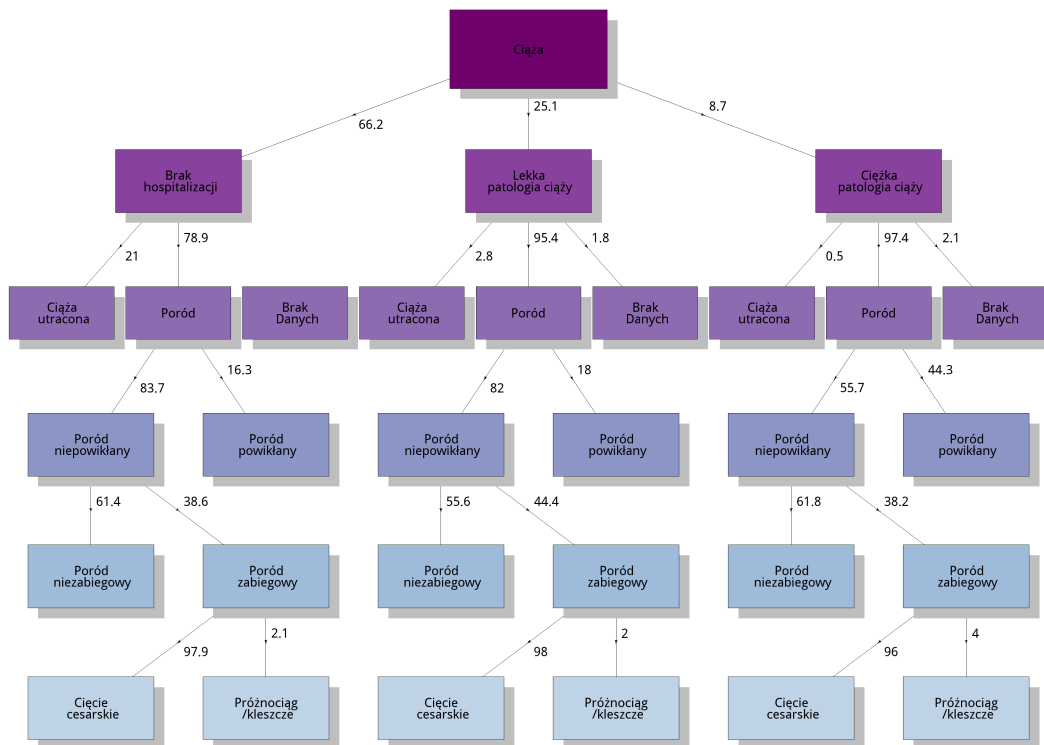 Ciąża
66.2
25.1
8.7
Brak
hospitalizacji
Lekka
patologia ciąży
Ciężka
patologia ciąży
21
78.9
2.8
95.4
1.8
0.5
97.4
2.1
Ciąża
utracona
Poród
Brak
Danych
Ciąża
utracona
Poród
Brak
Danych
Ciąża
utracona
Poród
Brak
Danych
83.7
16.3
82
18
55.7
44.3
Poród
niepowikłany
Poród
powikłany
Poród
niepowikłany
Poród
powikłany
Poród
niepowikłany
Poród
powikłany
61.4
38.6
55.6
44.4
61.8
38.2
Poród
niezabiegowy
Poród
zabiegowy
Poród
niezabiegowy
Poród
zabiegowy
Poród
niezabiegowy
Poród
zabiegowy
97.9
2.1
98
2
96
4
Cięcie
cesarskie
Próżnociąg
/kleszcze
Cięcie
cesarskie
Próżnociąg
/kleszcze
Cięcie
cesarskie
Próżnociąg
/kleszcze